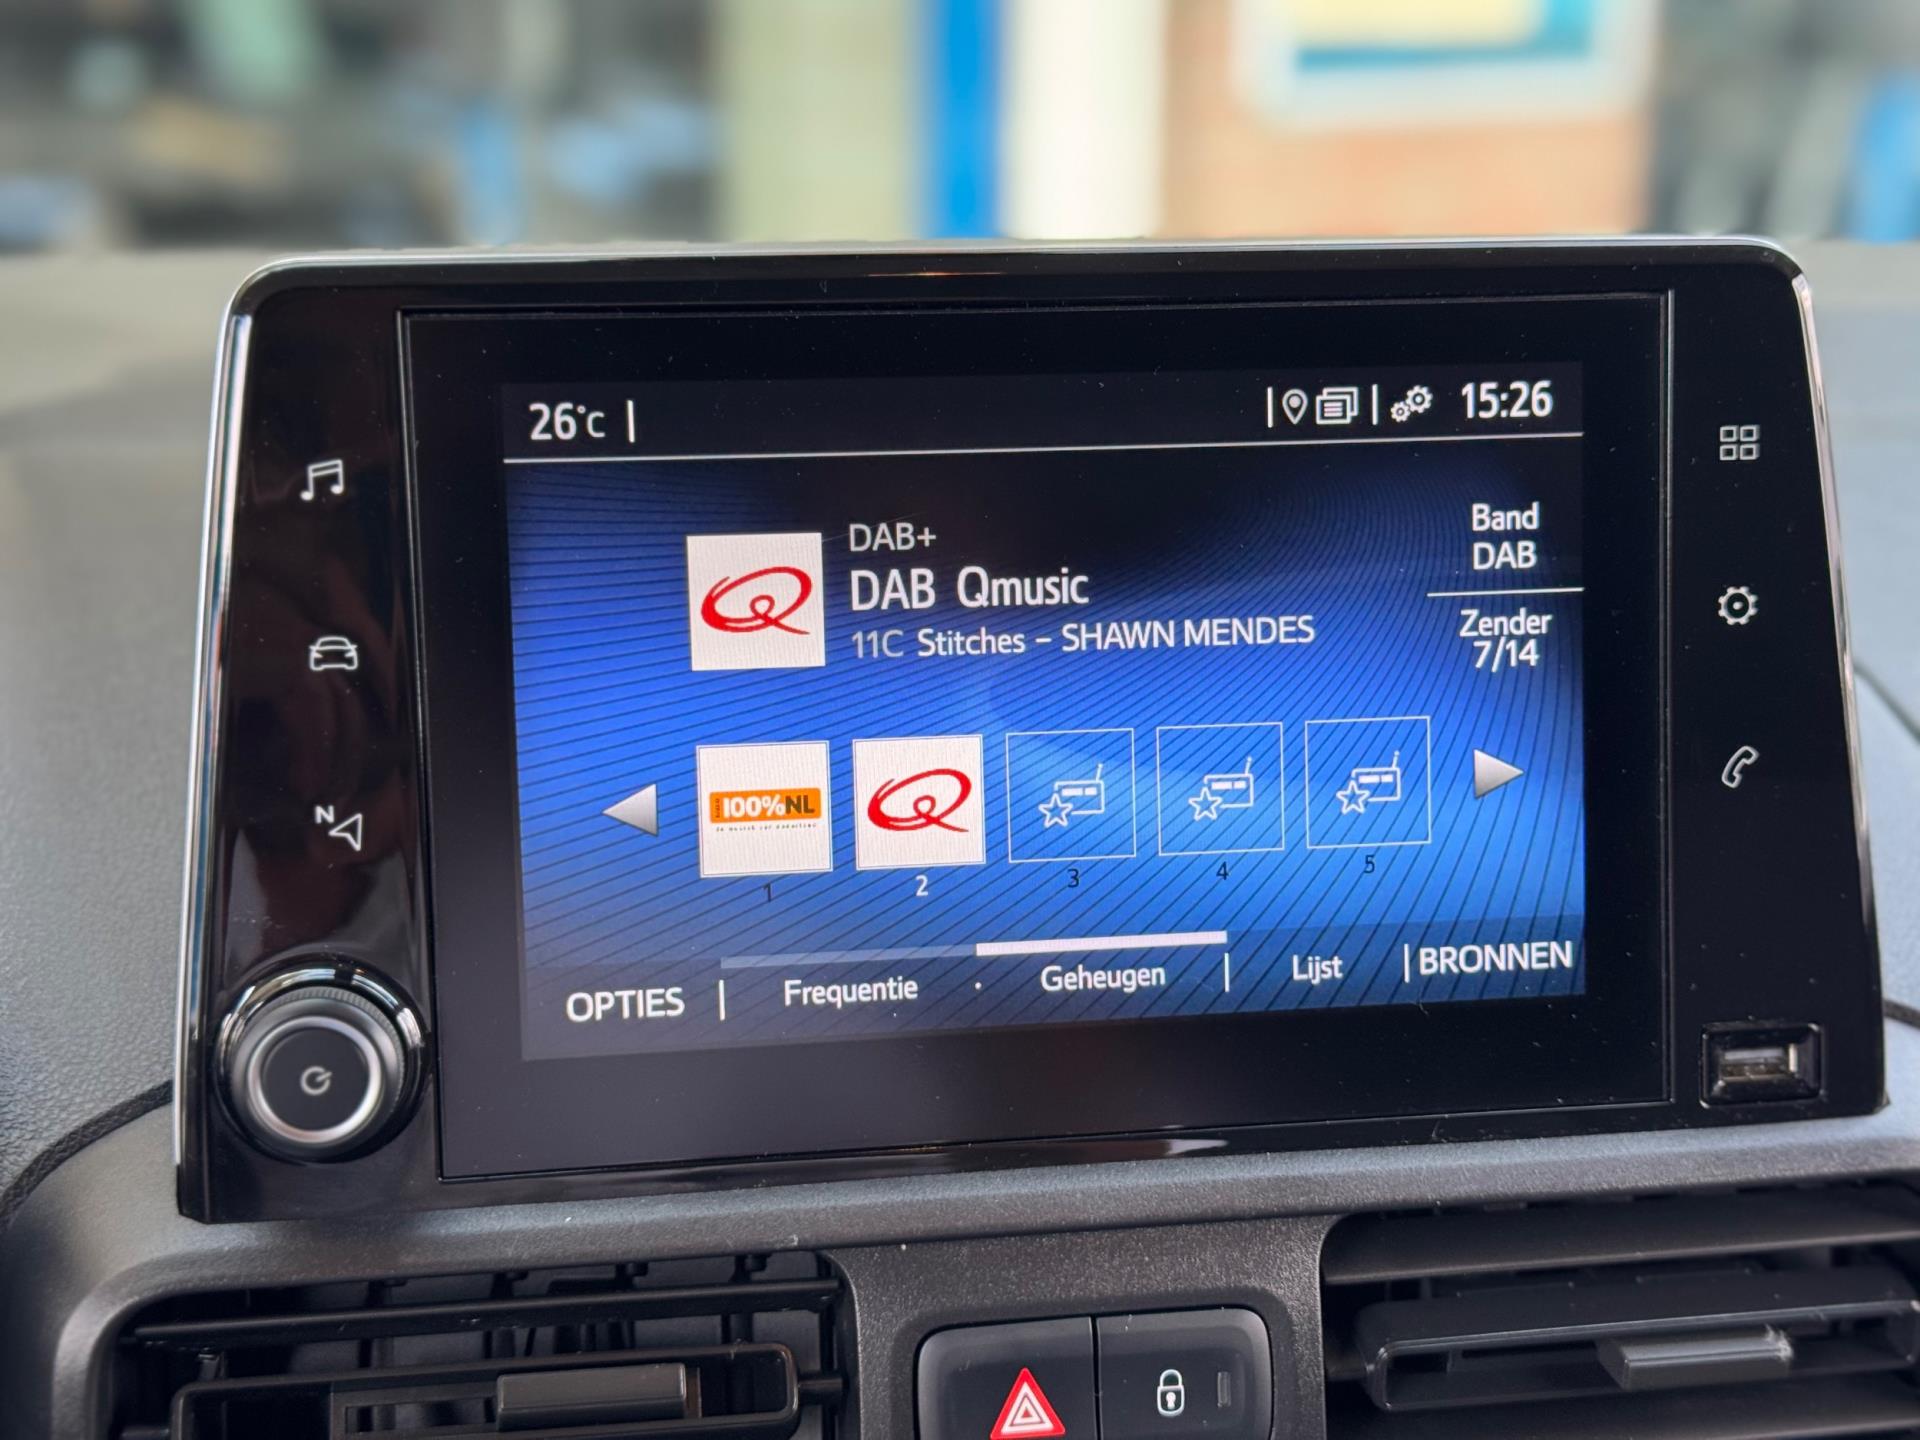 26°C
15:26
DAB+
DAB Qmusic
11C Stitches - SHAWN MENDES
Band
DAB
Zender
7/14
N
100%NL
1
2
3
4
5
OPTIES
Frequentie
Geheugen
Lijst
BRONNEN